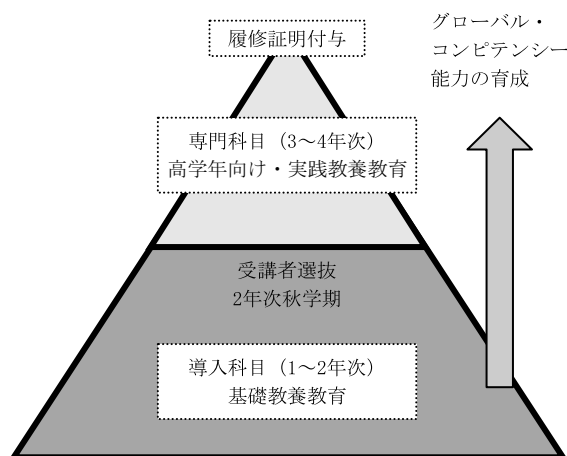 履修証明付与
グローバル・
コンピテンシー
能力の育成
専門科目（3～4年次）
高学年向け・実践教養教育
受講者選抜
2年次秋学期
導入科目（1～2年次）
基礎教養教育